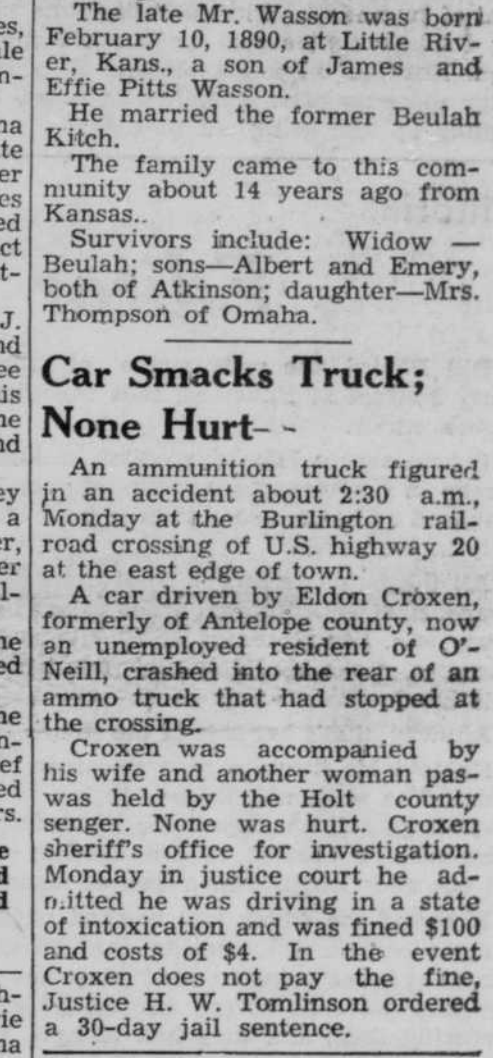 The late Mr. Wasson was born
February 10, 1890, at Little Riv-
er, Kans., a son of James and
Effie Pitts Wasson.
He married the former Beulah
Kitch.
The family came to this com-
munity about 14 years ago from
Kansas..
Survivors include: Widow —
Beulah; sons—Albert and Emery,
both of Atkinson; daughter—Mrs.
Thompson of Omaha.
Car Smacks Truck;
None Hurt--
An ammunition truck figured
in an accident about 2:30 a.m.,
Monday at the Burlington rail-
road crossing of U.S. highway 20
at the east edge of town.
A car driven by Eldon Croxen,
formerly of Antelope county, now
an unemployed resident of O'-
Neill, crashed into the rear of an
ammo truck that had stopped at
the crossing.
Croxen was accompanied by
his wife and another woman pas-
was held by the Holt county
senger. None was hurt. Croxen
sheriff's office for investigation.
Monday in justice court he ad-
mitted he was driving in a state
of intoxication and was fined $100
and costs of $4. In the event
Croxen does not pay the fine,
Justice H. W. Tomlinson ordered
a 30-day jail sentence.